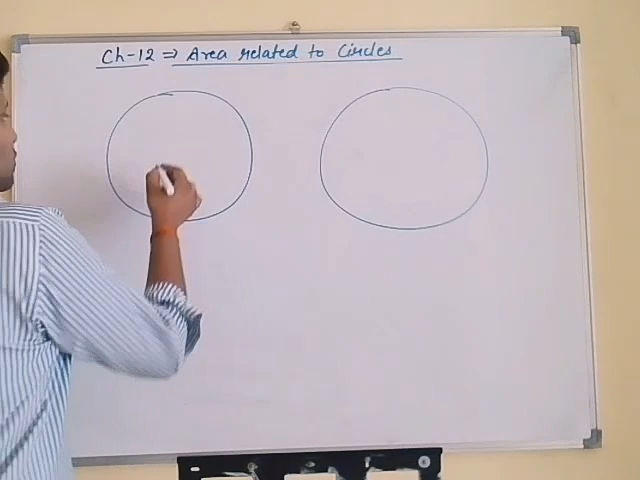 Ch-12 ⇒ Area related to Circles